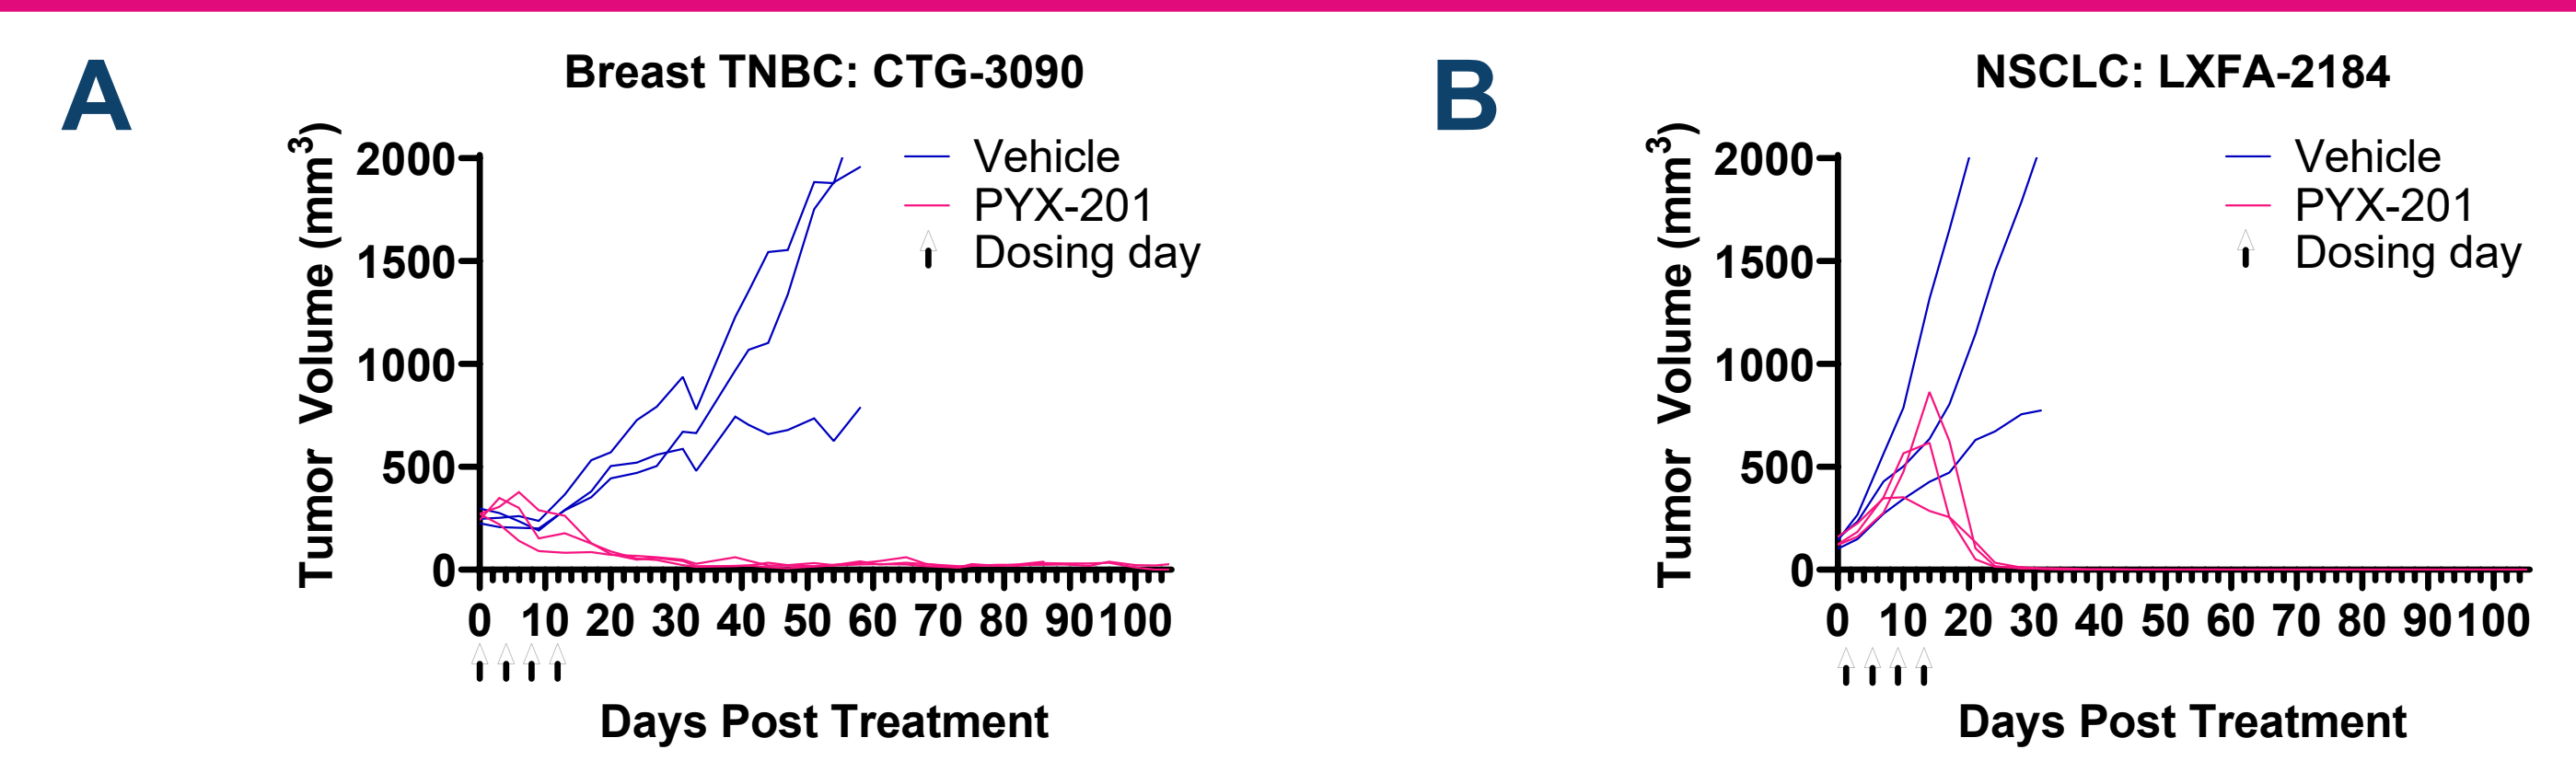 A
Breast TNBC: CTG-3090
Tumor Volume (mm³)
2000
1500
1000
500
0
Vehicle
PYX-201
Dosing day
0 10 20 30 40 50 60 70 80 90 100
Days Post Treatment
B
NSCLC: LXFA-2184
Tumor Volume (mm³)
2000
1500
1000
500
0
Vehicle
PYX-201
Dosing day
0 10 20 30 40 50 60 70 80 90 100
Days Post Treatment